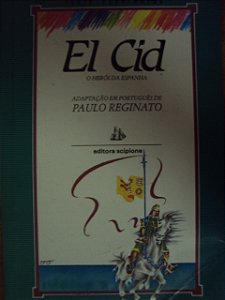 El Cid
O HERÓI DA ESPANHA
ADAPTAÇÃO EM PORTUGUÊS DE
PAULO REGINATO
editora scipione